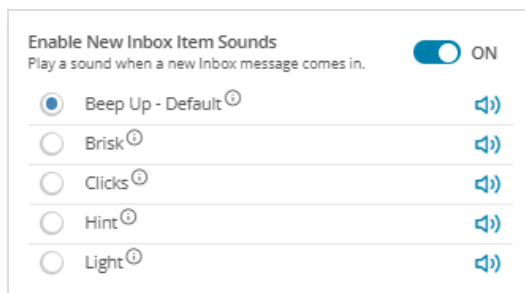 Enable New Inbox Item Sounds
ON
Play a sound when a new Inbox message comes in.
Beep Up - Default
Brisk
Clicks
Hint
Light